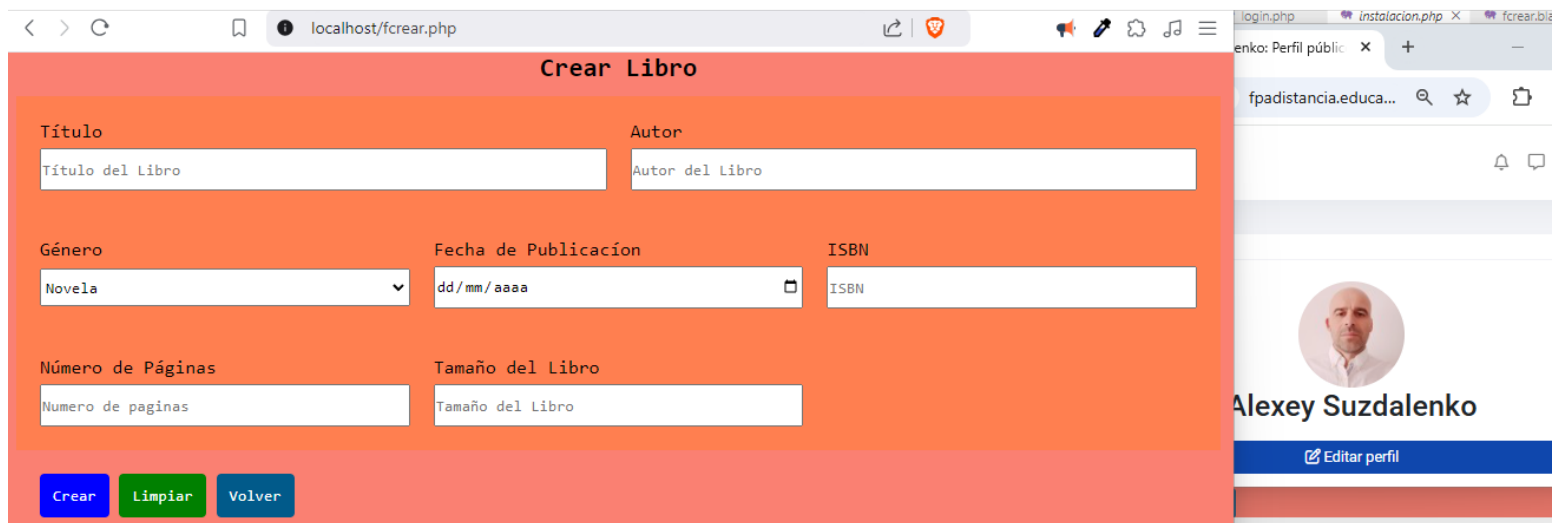 localhost/fcrear.php
login.php
instalacion.php
fcrear.bla
enko: Perfil públic
fpadistancia.educa...
Crear Libro
Título
Autor
Título del Libro
Autor del Libro
Género
Fecha de Publicacíon
ISBN
Novela
dd/mm/aaaa
ISBN
Número de Páginas
Tamaño del Libro
Numero de paginas
Tamaño del Libro
Crear
Limpiar
Volver
Alexey Suzdalenko
Editar perfil